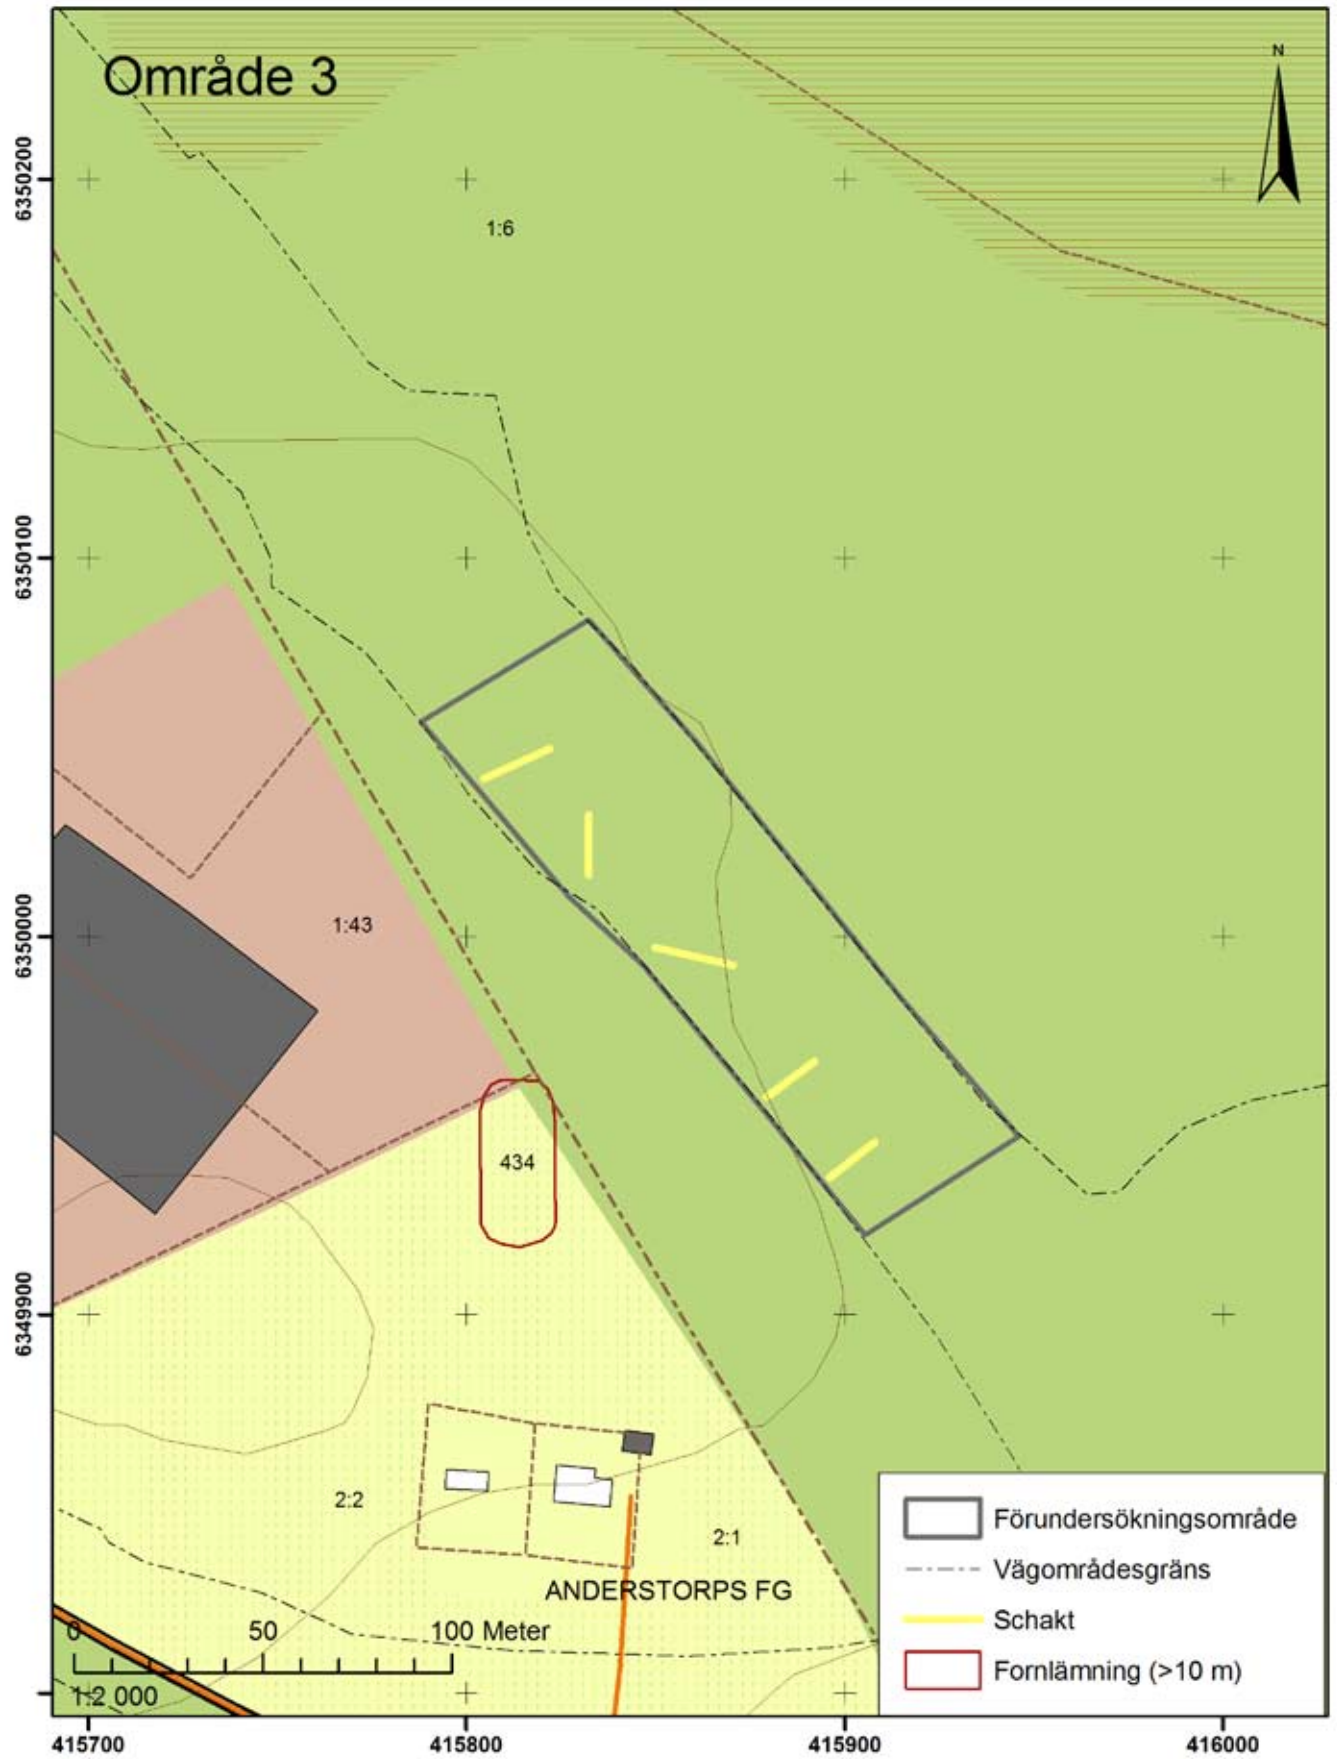 Område 3
N
6350200
1:6
6350100
6350000
1:43
434
6349900
2:2
2:1
ANDERSTORPS FG
0 50 100 Meter
1:2 000
Förundersökningsområde
Vägområdesgräns
Schakt
Fornlämning (>10 m)
415700 415800 415900 416000